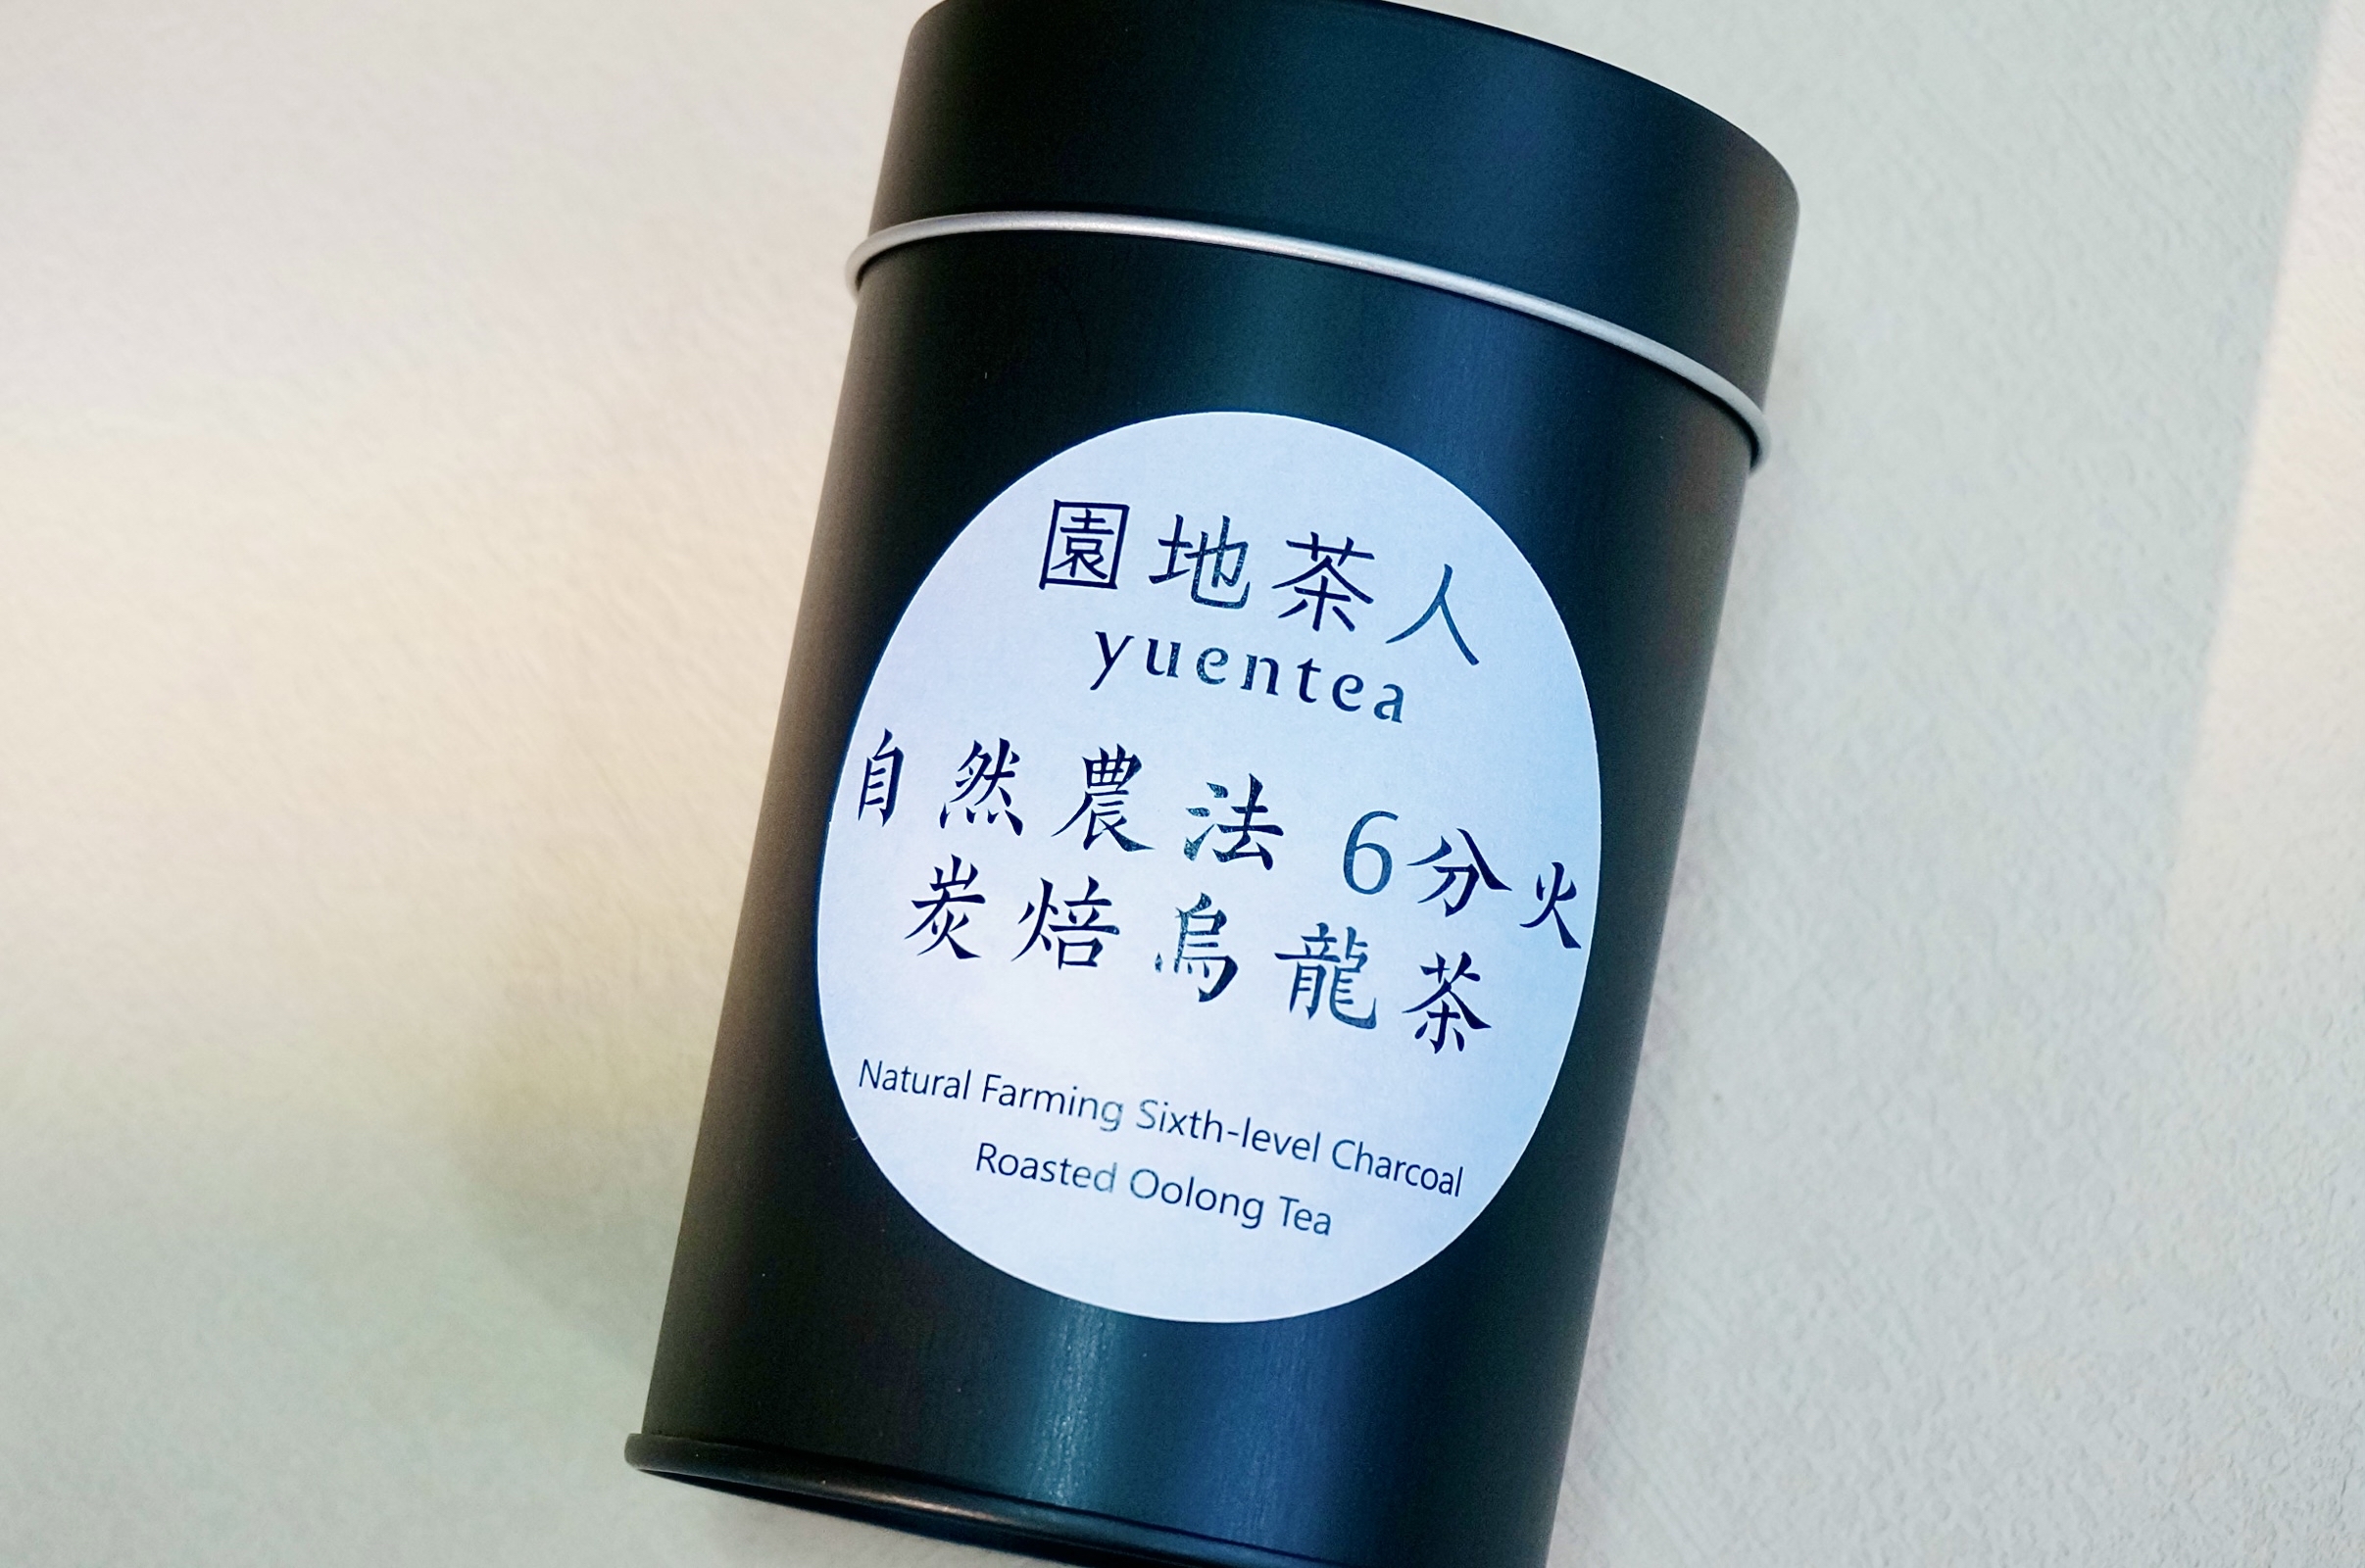 園地茶人
yuentea
自然農法 6分火
炭焙烏龍茶
Natural Farming Sixth-level Charcoal
Roasted Oolong Tea